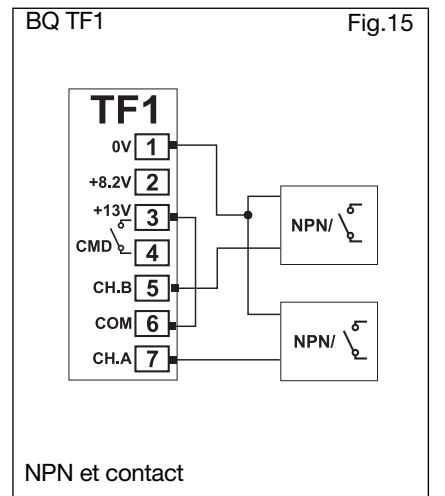 BQ TF1 Fig.15
TF1
0V 1
+8.2V 2
+13V 3
CMD 4
CH.B 5
COM 6
CH.A 7
NPN/
NPN/
NPN et contact